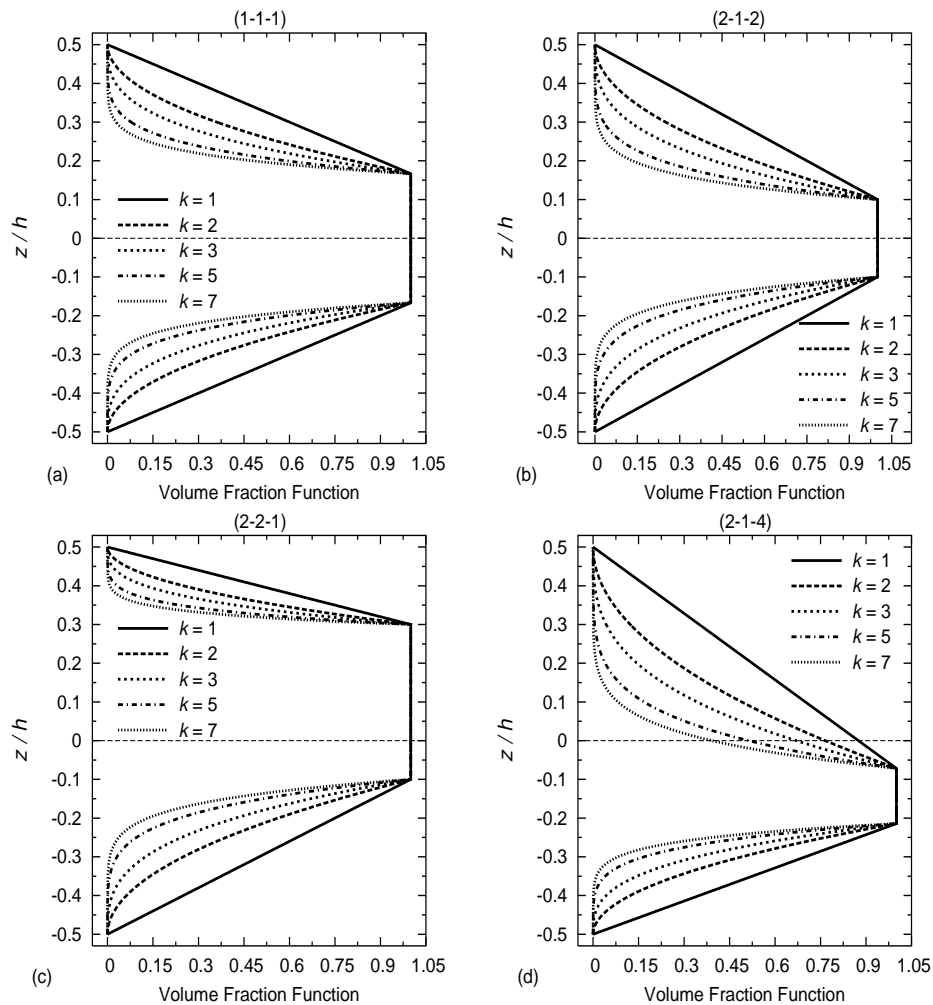 (1-1-1)
0.5
0.4
0.3
0.2
0.1
0
-0.1
-0.2
-0.3
-0.4
-0.5
z / h
k = 1
k = 2
k = 3
k = 5
k = 7
0 0.15 0.3 0.45 0.6 0.75 0.9 1.05
(a)
Volume Fraction Function
(2-1-2)
0.5
0.4
0.3
0.2
0.1
0
-0.1
-0.2
-0.3
-0.4
-0.5
z / h
k = 1
k = 2
k = 3
k = 5
k = 7
0 0.15 0.3 0.45 0.6 0.75 0.9 1.05
(b)
Volume Fraction Function
(2-2-1)
0.5
0.4
0.3
0.2
0.1
0
-0.1
-0.2
-0.3
-0.4
-0.5
z / h
k = 1
k = 2
k = 3
k = 5
k = 7
0 0.15 0.3 0.45 0.6 0.75 0.9 1.05
(c)
Volume Fraction Function
(2-1-4)
0.5
0.4
0.3
0.2
0.1
0
-0.1
-0.2
-0.3
-0.4
-0.5
z / h
k = 1
k = 2
k = 3
k = 5
k = 7
0 0.15 0.3 0.45 0.6 0.75 0.9 1.05
(d)
Volume Fraction Function